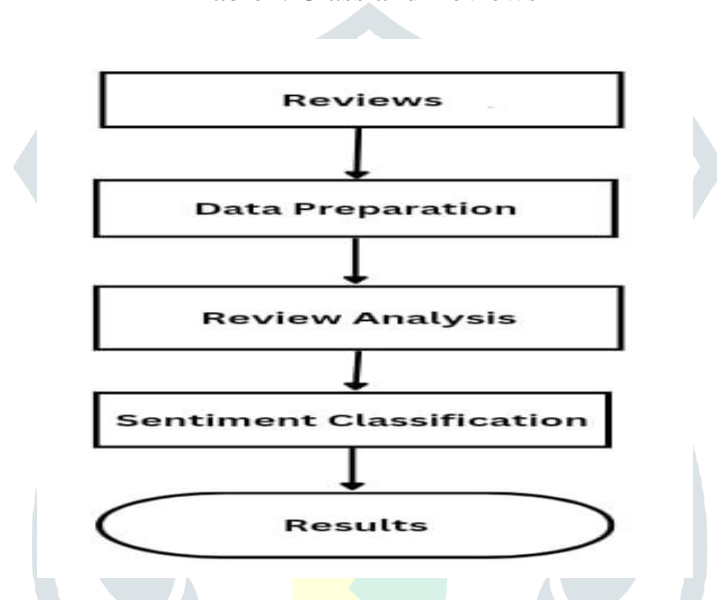 Reviews
Data Preparation
Review Analysis
Sentiment Classification
Results